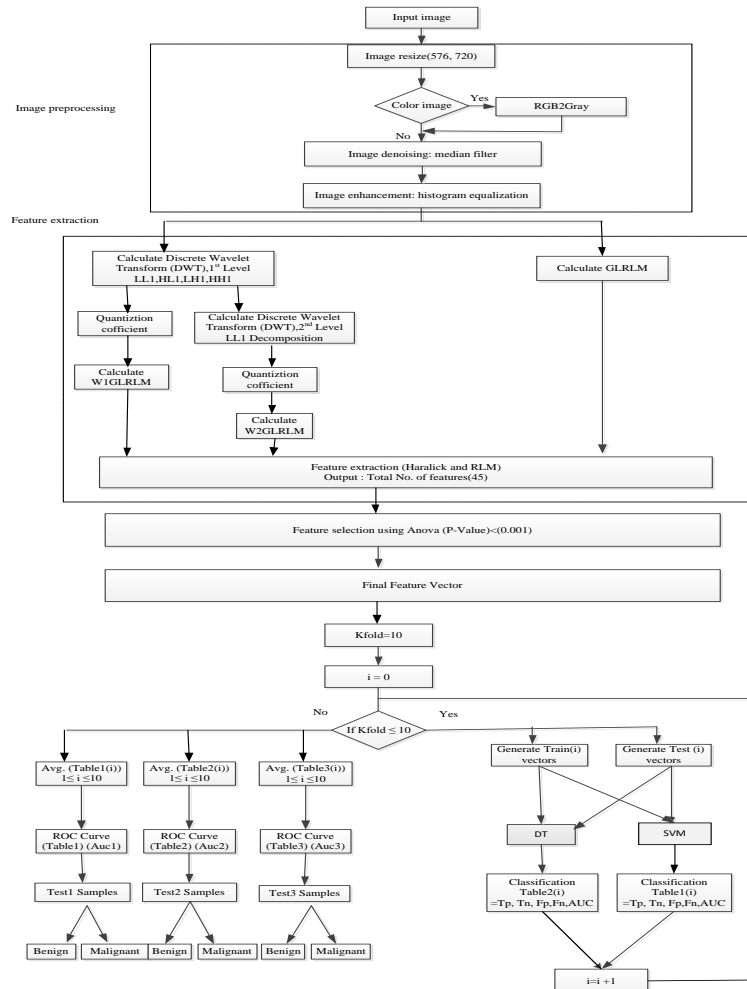 Input image
Image preprocessing
Image resize(576, 720)
Color image
Yes
RGB2Gray
No
Image denoising: median filter
Image enhancement: histogram equalization
Feature extraction
Calculate Discrete Wavelet
Transform (DWT),1st Level
LL1,HL1,LH1,HH1
Calculate GLRLM
Quantiztion
cofficient
Calculate Discrete Wavelet
Transform (DWT),2nd Level
LL1 Decomposition
Calculate
W1GLRLM
Quantiztion
cofficient
Calculate
W2GLRLM
Feature extraction (Haralick and RLM)
Output : Total No. of features(45)
Feature selection using Anova (P-Value)<(0.001)
Final Feature Vector
Kfold=10
i = 0
No
If Kfold ≤ 10
Yes
Avg. (Table1(i))
1≤ i ≤10
Avg. (Table2(i))
1≤ i ≤10
Avg. (Table3(i))
1≤ i ≤10
Generate Train(i)
vectors
Generate Test (i)
vectors
ROC Curve
(Table1) (Auc1)
ROC Curve
(Table2) (Auc2)
ROC Curve
(Table3) (Auc3)
DT
SVM
Test1 Samples
Test2 Samples
Test3 Samples
Classification
Table2(i)
=Tp, Tn, Fp,Fn,AUC
Classification
Table1(i)
=Tp, Tn, Fp,Fn,AUC
Benign
Malignant
Benign
Malignant
Benign
Malignant
i=i +1